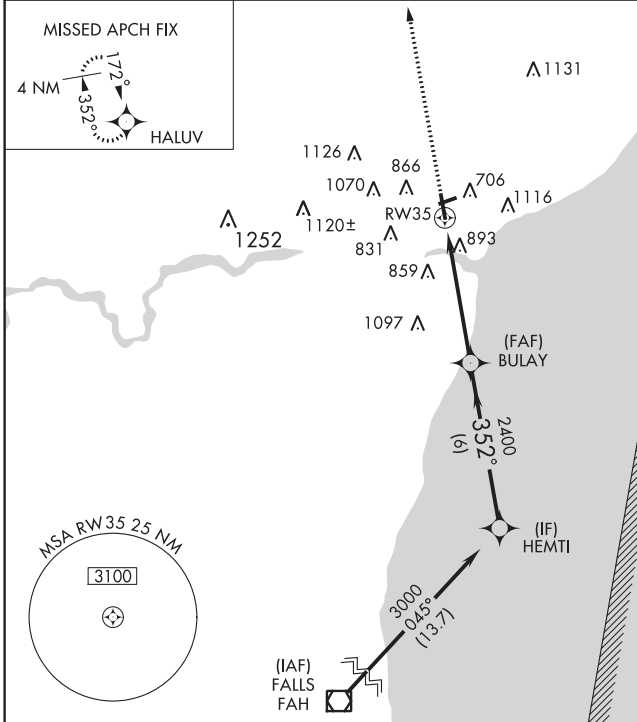 MISSED APCH FIX
4 NM
172°
352°
HALUV
1131
1126
866
1070
706
1116
RW35
1120±
1252
831
893
859
1097
(FAF)
BULAY
2400
352°
(6)
(IF)
HEMTI
MSA RW35 25 NM
3100
3000
045°
(13.7)
(IAF)
FALLS
FAH